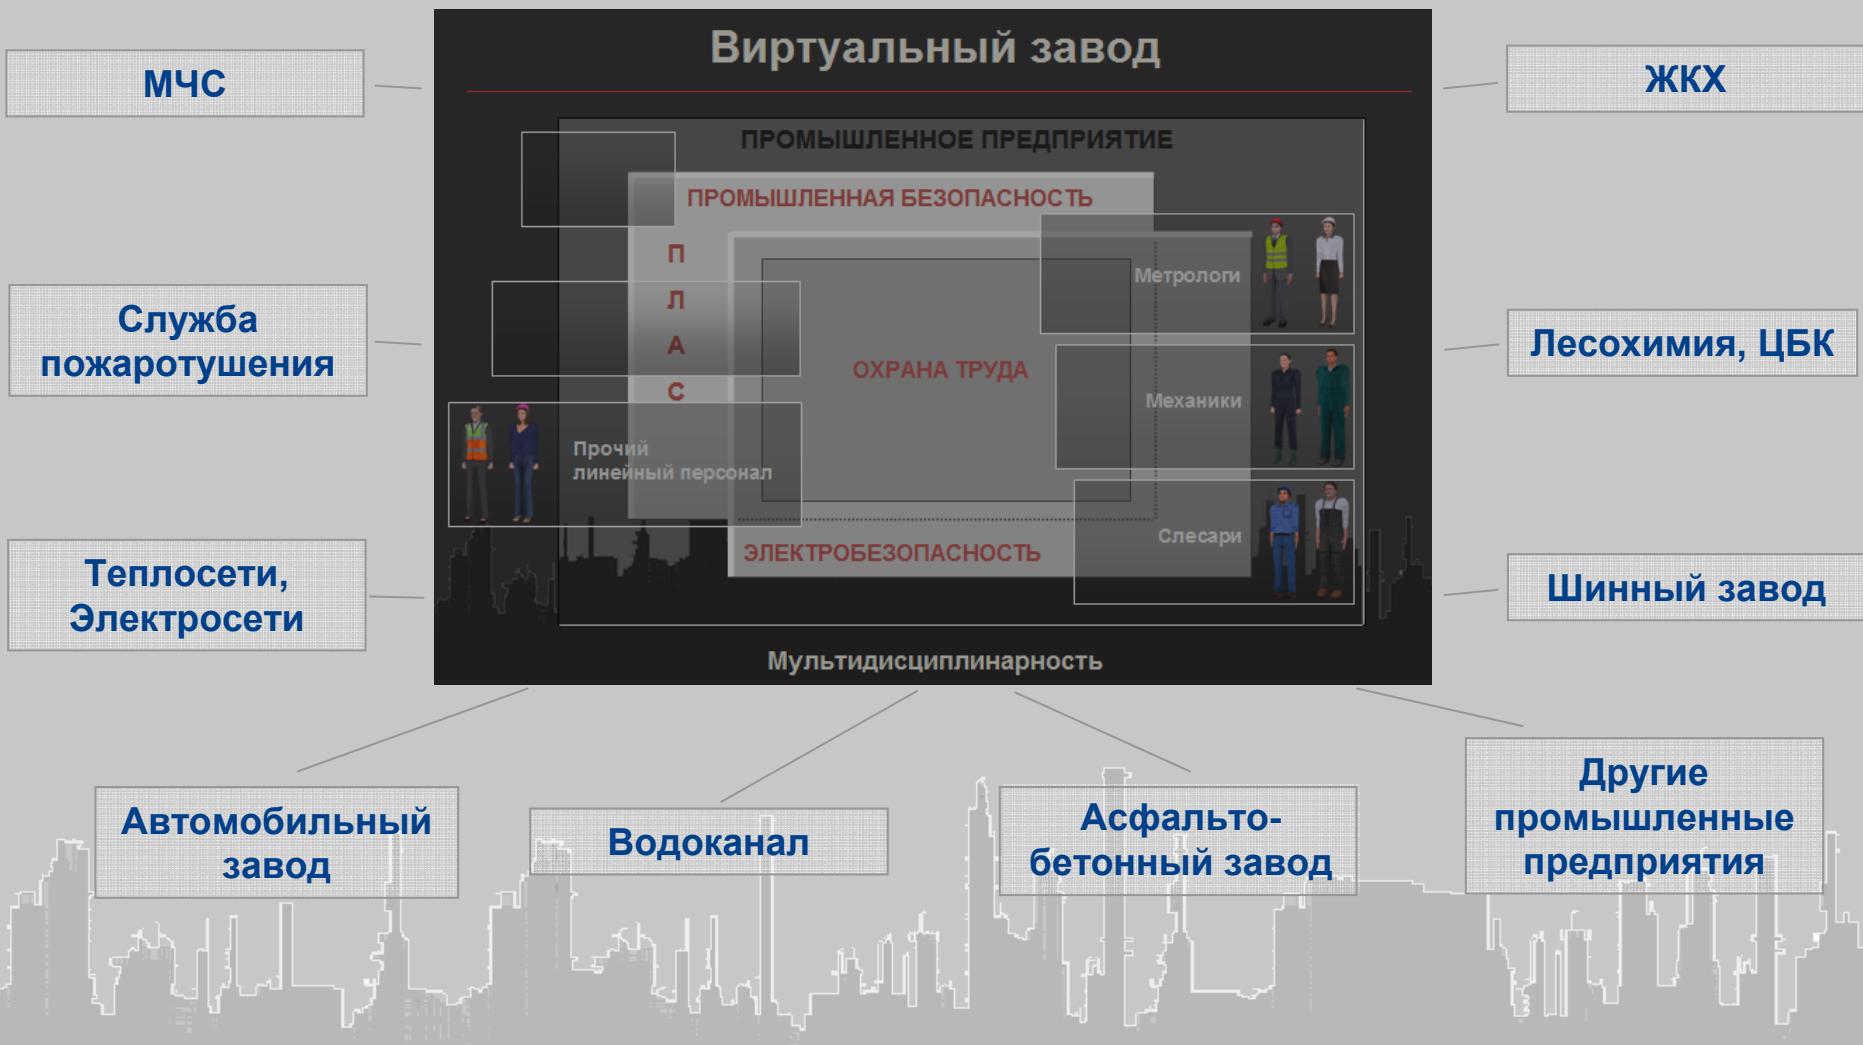 Виртуальный завод
МЧС
ЖКХ
ПРОМЫШЛЕННОЕ ПРЕДПРИЯТИЕ
ПРОМЫШЛЕННАЯ БЕЗОПАСНОСТЬ
П
Л
А
С
Метрологи
Служба
пожаротушения
ОХРАНА ТРУДА
Лесохимия, ЦБК
Механики
Прочий
линейный персонал
Слесари
ЭЛЕКТРОБЕЗОПАСНОСТЬ
Теплосети,
Электросети
Шинный завод
Мультидисциплинарность
Автомобильный
завод
Водоканал
Асфальто-
бетонный завод
Другие
промышленные
предприятия